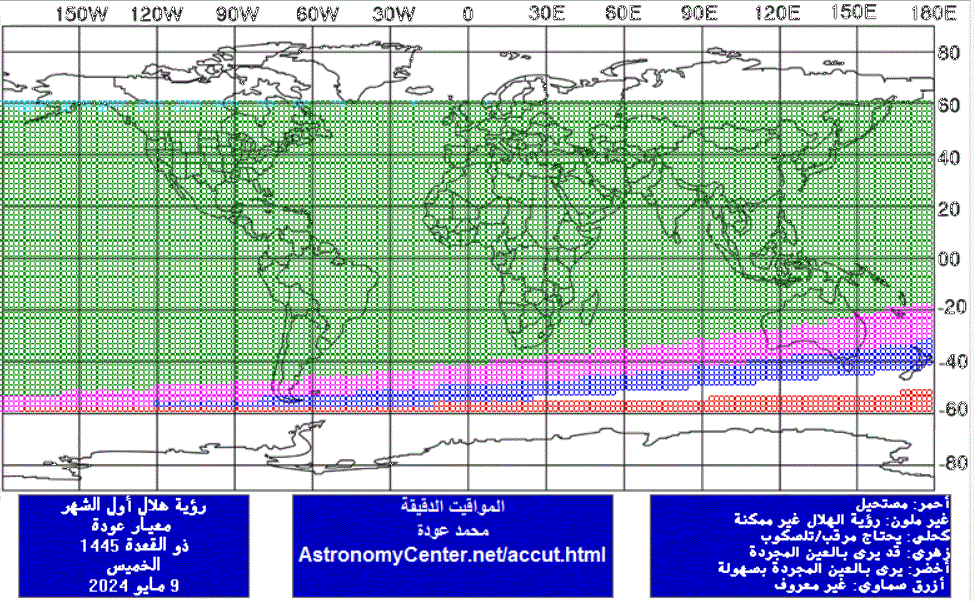 150W 120W 90W 60W 30W 0 30E 60E 90E 120E 150E 180E
80
60
40
20
00
-20
-40
-60
-80
رؤية هلال أول الشهر
معيار عودة
ذو القعدة 1445
الخميس
9 مايو 2024
المواقيت الدقيقة
محمد عودة
AstronomyCenter.net/accut.html
أحمر: مستحيل
غير ملون: رؤية الهلال غير ممكنة
كحلي: يحتاج مرقب/تلسكوب
زهري: قد يرى بالعين المجردة
أخضر: يرى بالعين المجردة بسهولة
أزرق سماوي: غير معروف